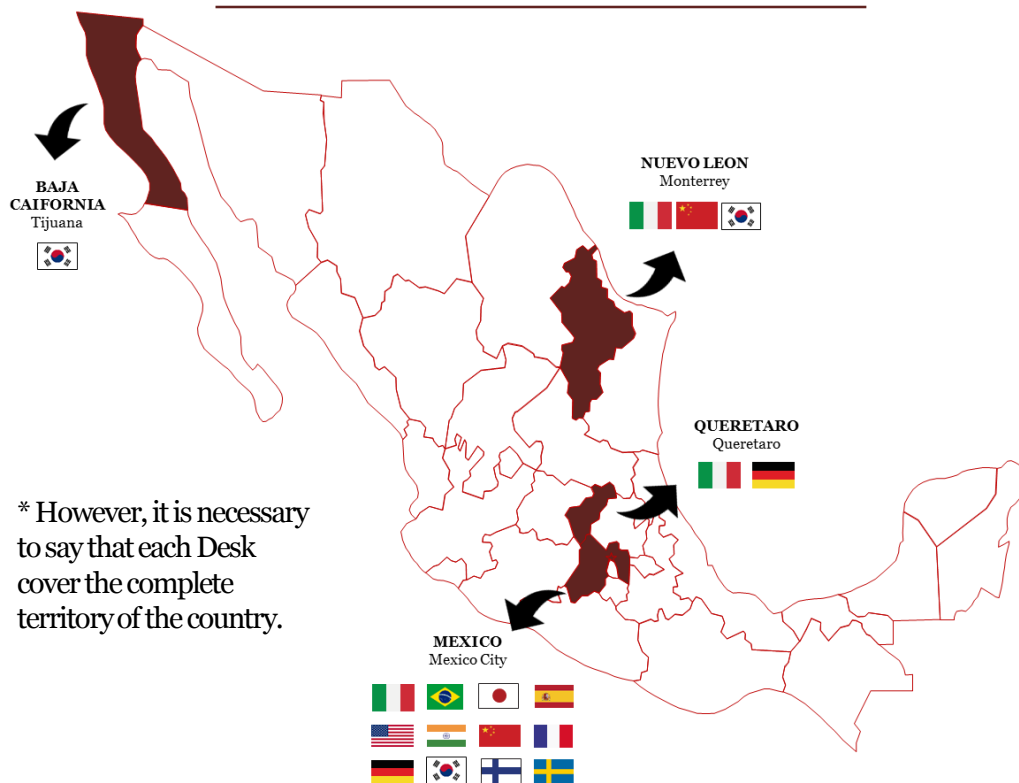 BAJA
CAIFORNIA
Tijuana
NUEVO LEON
Monterrey
QUERETARO
Queretaro
* However, it is necessary
to say that each Desk
cover the complete
territory of the country.
MEXICO
Mexico City